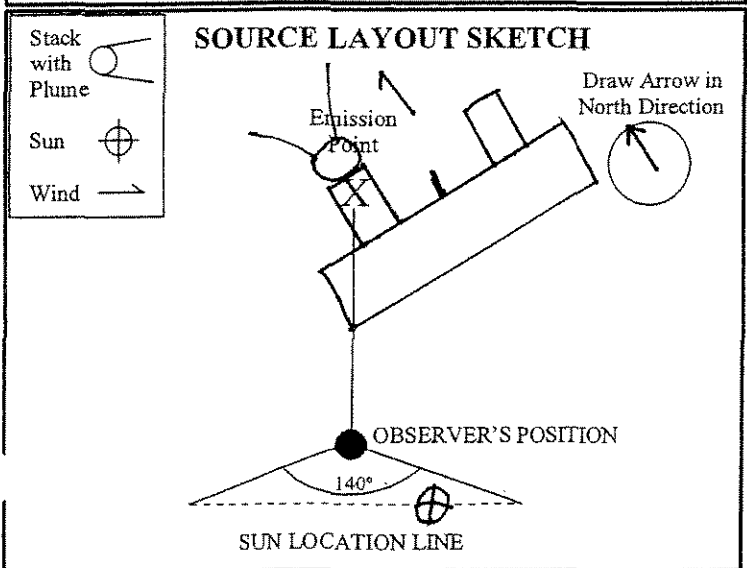 SOURCE LAYOUT SKETCH
Stack
with
Plume
Sun
Wind
Emission
Point
X
Draw Arrow in
North Direction
OBSERVER'S POSITION
140°
SUN LOCATION LINE